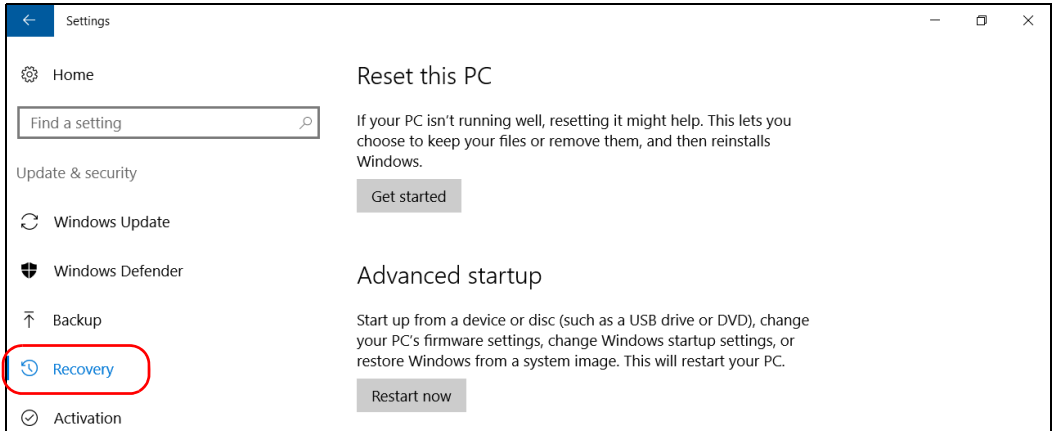 Settings
Home
Find a setting
Update & security
Windows Update
Windows Defender
Backup
Recovery
Activation
Reset this PC
If your PC isn't running well, resetting it might help. This lets you
choose to keep your files or remove them, and then reinstalls
Windows.
Get started
Advanced startup
Start up from a device or disc (such as a USB drive or DVD), change
your PC's firmware settings, change Windows startup settings, or
restore Windows from a system image. This will restart your PC.
Restart now